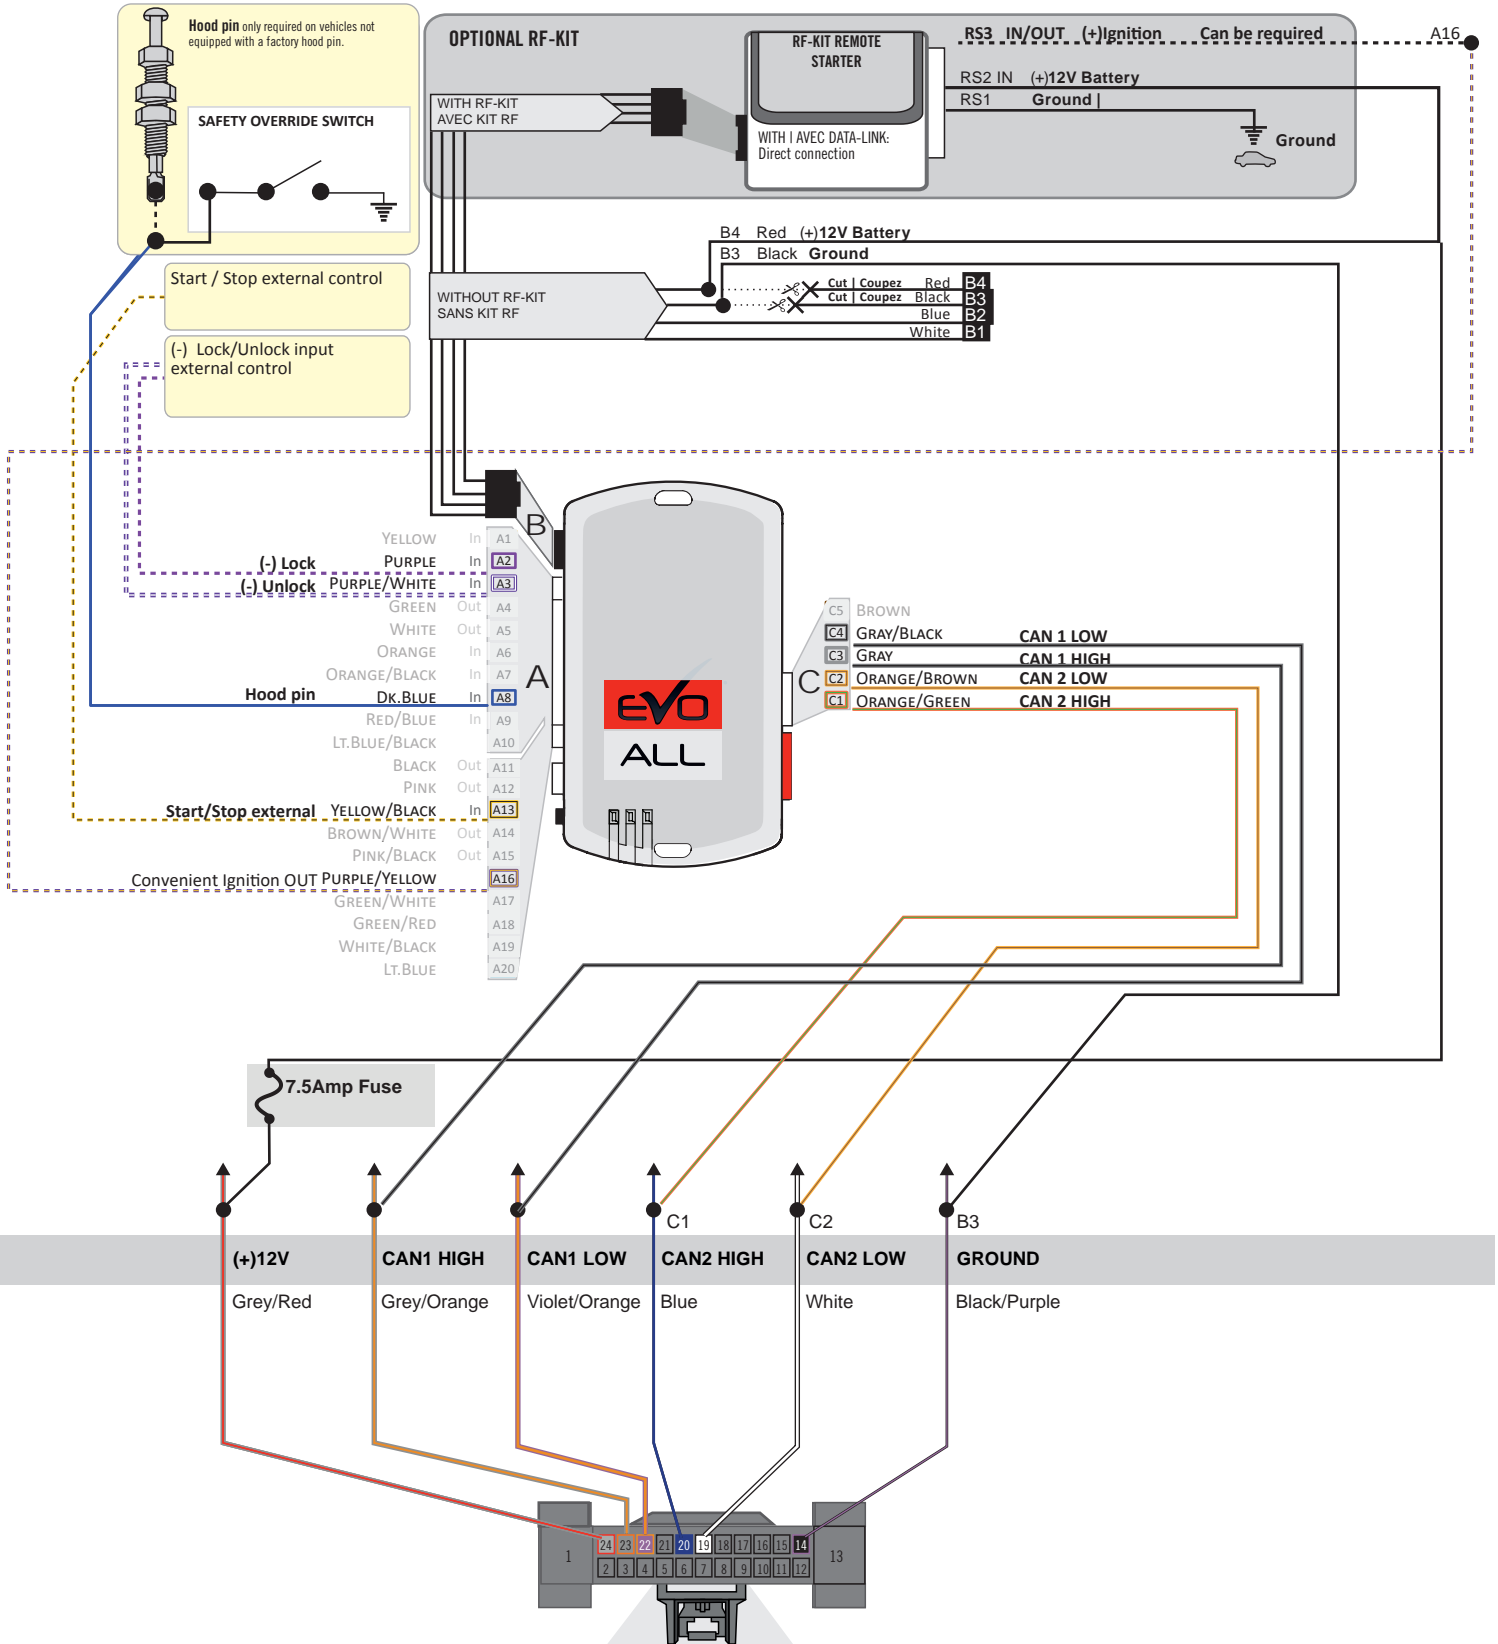 Hood pin only required on vehicles not
equipped with a factory hood pin.
SAFETY OVERRIDE SWITCH
OPTIONAL RF-KIT
RF-KIT REMOTE
STARTER
WITH I AVEC DATA-LINK:
Direct connection
WITH RF-KIT
AVEC KIT RF
RS3 IN/OUT (+)Ignition Can be required A16
RS2 IN (+)12V Battery
RS1 Ground |
Ground
B4 Red (+)12V Battery
B3 Black Ground
Start / Stop external control
WITHOUT RF-KIT
SANS KIT RF
Cut | Coupez Red B4
Cut | Coupez Black B3
Blue B2
White B1
(-) Lock/Unlock input
external control
B
A
C
YELLOW In A1
(-) Lock PURPLE In A2
(-) Unlock PURPLE/WHITE In A3
GREEN Out A4
WHITE Out A5
ORANGE In A6
ORANGE/BLACK In A7
Hood pin DK.BLUE In A8
RED/BLUE In A9
LT.BLUE/BLACK A10
BLACK Out A11
PINK Out A12
Start/Stop external YELLOW/BLACK In A13
BROWN/WHITE Out A14
PINK/BLACK Out A15
Convenient Ignition OUT PURPLE/YELLOW A16
GREEN/WHITE A17
GREEN/RED A18
WHITE/BLACK A19
LT.BLUE A20
EVO
ALL
C5 BROWN
C4 GRAY/BLACK CAN 1 LOW
C3 GRAY CAN 1 HIGH
C2 ORANGE/BROWN CAN 2 LOW
C1 ORANGE/GREEN CAN 2 HIGH
7.5Amp Fuse
C1 C2 B3
(+)12V CAN1 HIGH CAN1 LOW CAN2 HIGH CAN2 LOW GROUND
Grey/Red Grey/Orange Violet/Orange Blue White Black/Purple
1 24 23 22 21 20 19 18 17 16 15 14 13
2 3 4 5 6 7 8 9 10 11 12